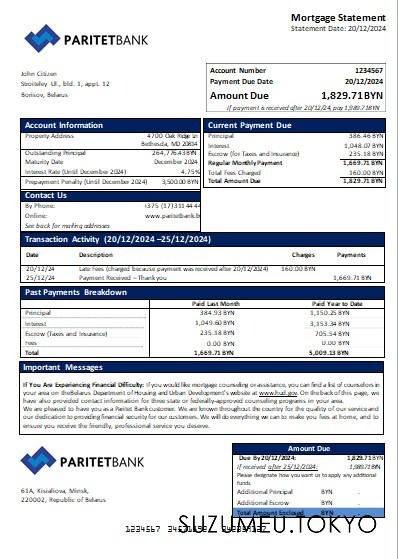 Mortgage Statement
Statement Date: 20/12/2024
PARITETBANK
John Citizen
Stroiteley Ul., bld. 1, appt. 12
Borisov, Belarus
Account Number 1234567
Payment Due 20/12/2024
Amount Due 1,829.71BYN
If payment is received after 20/12/24, pay 1,989.71BYN
Account Information
Property Address 4700 Oak Ridge Ln
Bethesda, MD 20814
Outstanding Principal 264,776.43BYN
Maturity Date December 2024
Interest Rate (Until December 2024) 4.75%
Prepayment Penalty (Until December 2024) 3,500.00 BYN
Current Payment Due
Principal 386.46 BYN
Interest 1,048.07 BYN
Escrow (for Taxes and Insurance) 235.18 BYN
Regular Monthly Payment 1,669.71 BYN
Total Fees Charged 160.00 BYN
Total Amount Due 1,829.71 BYN
Contact Us
By Phone: +375 (17)311 44 4
Online: www.paritetbank.b
See back for mailing addresses
Transaction Activity (20/12/2024 –25/12/2024)
Date Description Charges Payments
20/12/24 Late Fees (charged because payment was received after 20/12/2024) 160.00 BYN
25/12/24 Payment Received – Thank you 1,669.71 BYN
Past Payments Breakdown
Paid Last Month Paid Year to Date
Principal 384.93 BYN 1,150.25 BYN
Interest 1,049.60 BYN 3,153.34 BYN
Escrow (Taxes and Insurance) 235.18 BYN 705.54 BYN
Fees 0.00 BYN 0.00 BYN
Total 1,669.71 BYN 5,009.13 BYN
Important Messages
If You Are Experiencing Financial Difficulty: If you would like mortgage counseling or assistance, you can find a list of counselors in
your area on the Belarus Department of Housing and Urban Development's website at www.hud.gov. On the back of this page, we
have also provided contact information for three state or federally-approved counseling programs in your area.
We are pleased to have you as a Paritet Bank customer. We are known throughout the country for the quality of our service and
our dedication to providing financial security for our customers. We will do everything we can to make you fees at home, and to
ensure you receive the friendly, professional service you deserve.
PARITETBANK
61A, Kisialiova, Minsk,
220002, Republic of Belarus
Amount Due
Due By 20/12/2024: 1,829.71 BYN
If received after 25/12/2024: 1,989.71 BYN
Please designate how you want us to apply any additional
funds
Additional Principal BYN
Additional Escrow BYN
Total Amount Enclosed BYN
1234567
SUZUMEU.TOKYO